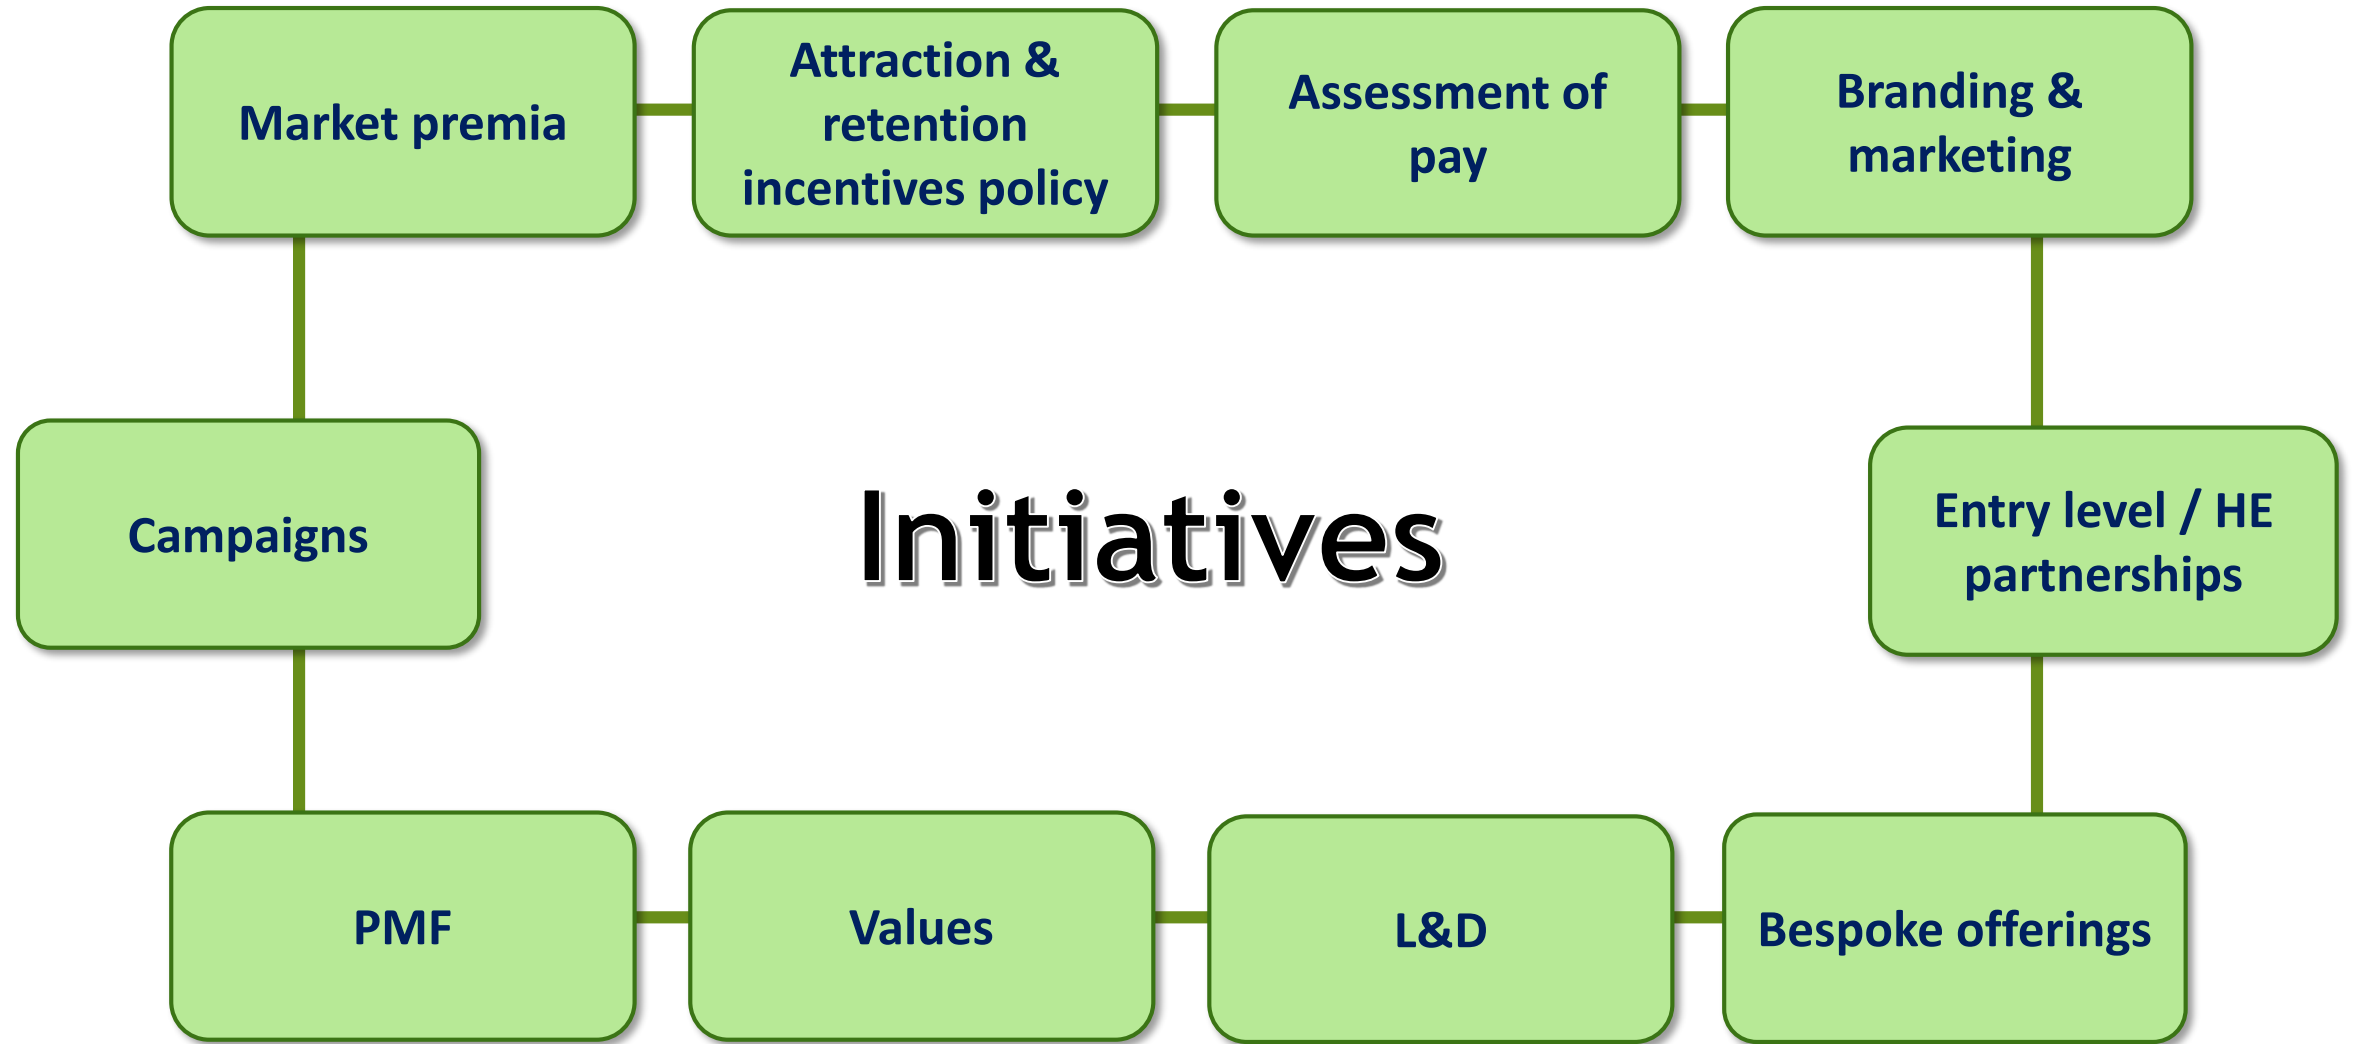 Market premia
Attraction &
retention
incentives policy
Assessment of
pay
Branding &
marketing
Campaigns
Initiatives
Entry level / HE
partnerships
PMF
Values
L&D
Bespoke offerings